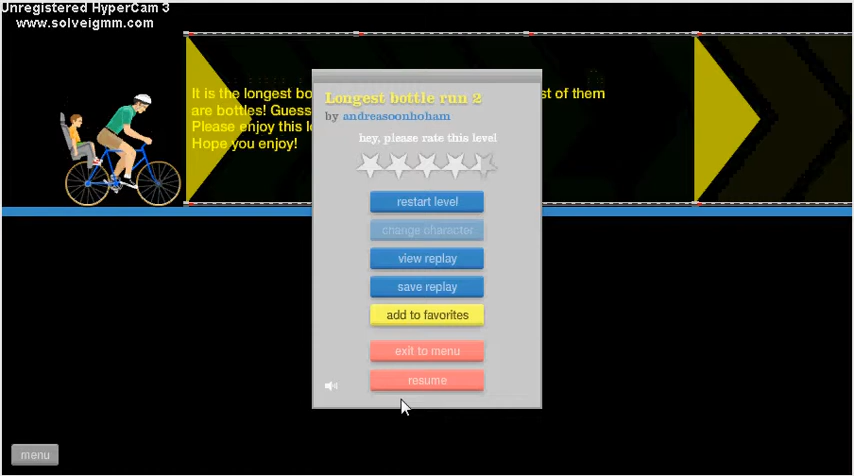 Unregistered HyperCam 3
www.solveigmm.com
It is the longest bo st of them
are bottles! Guess
Please enjoy this l
Hope you enjoy!
Longest bottle run 2
by andreasoonhoham
hey, please rate this level
restart level
change character
view replay
save replay
add to favorites
exit to menu
resume
menu